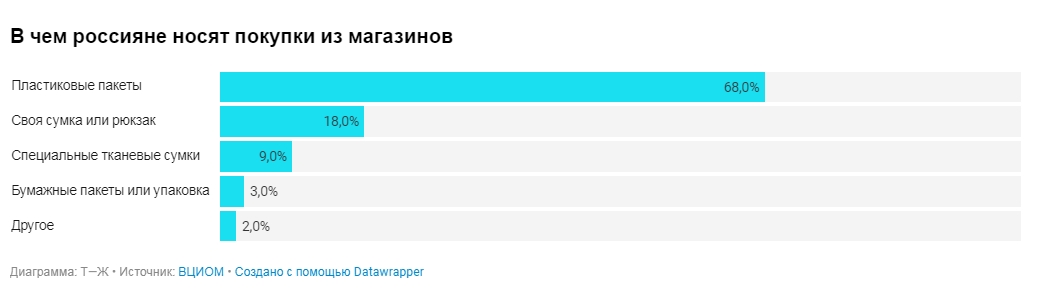 В чем россияне носят покупки из магазинов
Пластиковые пакеты 68,0%
Своя сумка или рюкзак 18,0%
Специальные тканевые сумки 9,0%
Бумажные пакеты или упаковка 3,0%
Другое 2,0%
Диаграмма: Т—Ж • Источник: ВЦИОМ • Создано с помощью Datawrapper